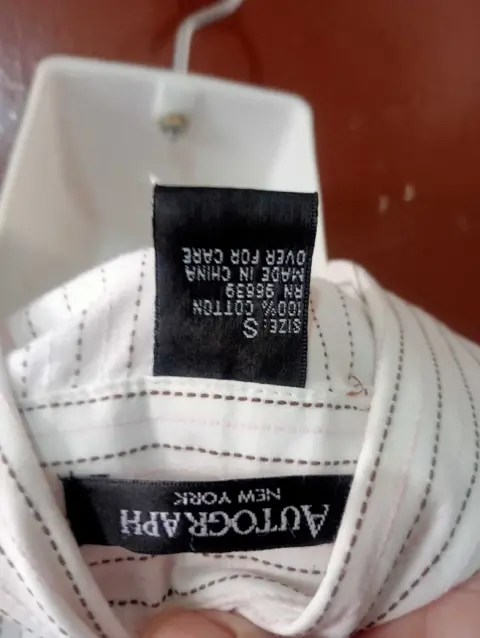 AUTOGRAPH
NEW YORK
SIZE: S
100% COTTON
RN 96639
MADE IN CHINA
OVER FOR CARE